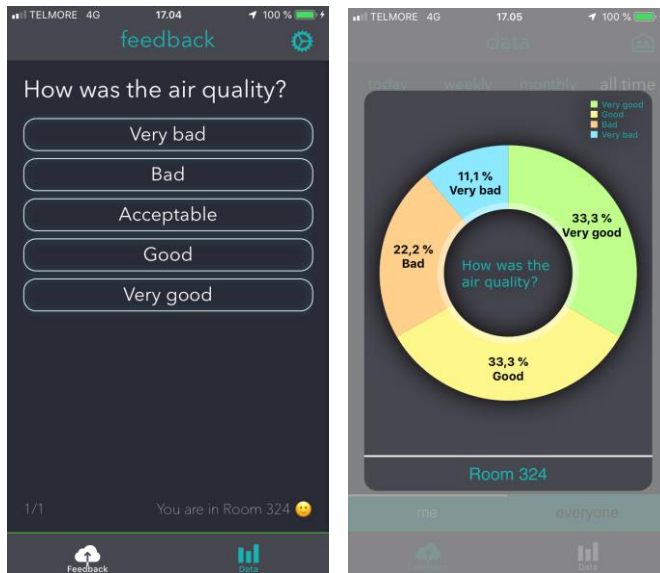 TELMORE 4G 17.04 100 %
feedback
How was the air quality?
Very bad
Bad
Acceptable
Good
Very good
1/1 You are in Room 324 🙂
Feedback Data
TELMORE 4G 17.05 100 %
data
today weekly monthly all time
Very good
Good
Bad
Very bad
11,1 %
Very bad
33,3 %
Very good
22,2 %
Bad
How was the
air quality?
33,3 %
Good
Room 324
me everyone
Feedback Data